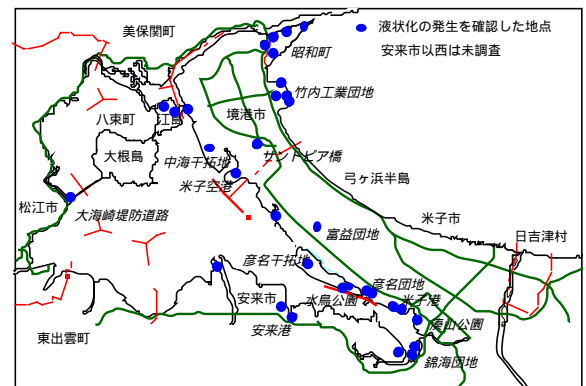 液状化の発生を確認した地点
安来市以西は未調査
美保関町
昭和町
竹内工業団地
八束町
江島
境港市
大根島
中海干拓地
サントピア橋
米子空港
弓ヶ浜半島
松江市
大海崎堤防道路
米子市
富益団地
日吉津村
彦名干拓地
彦名団地
安来市
水鳥公園
米子港
安来港
湊山公園
東出雲町
錦海団地